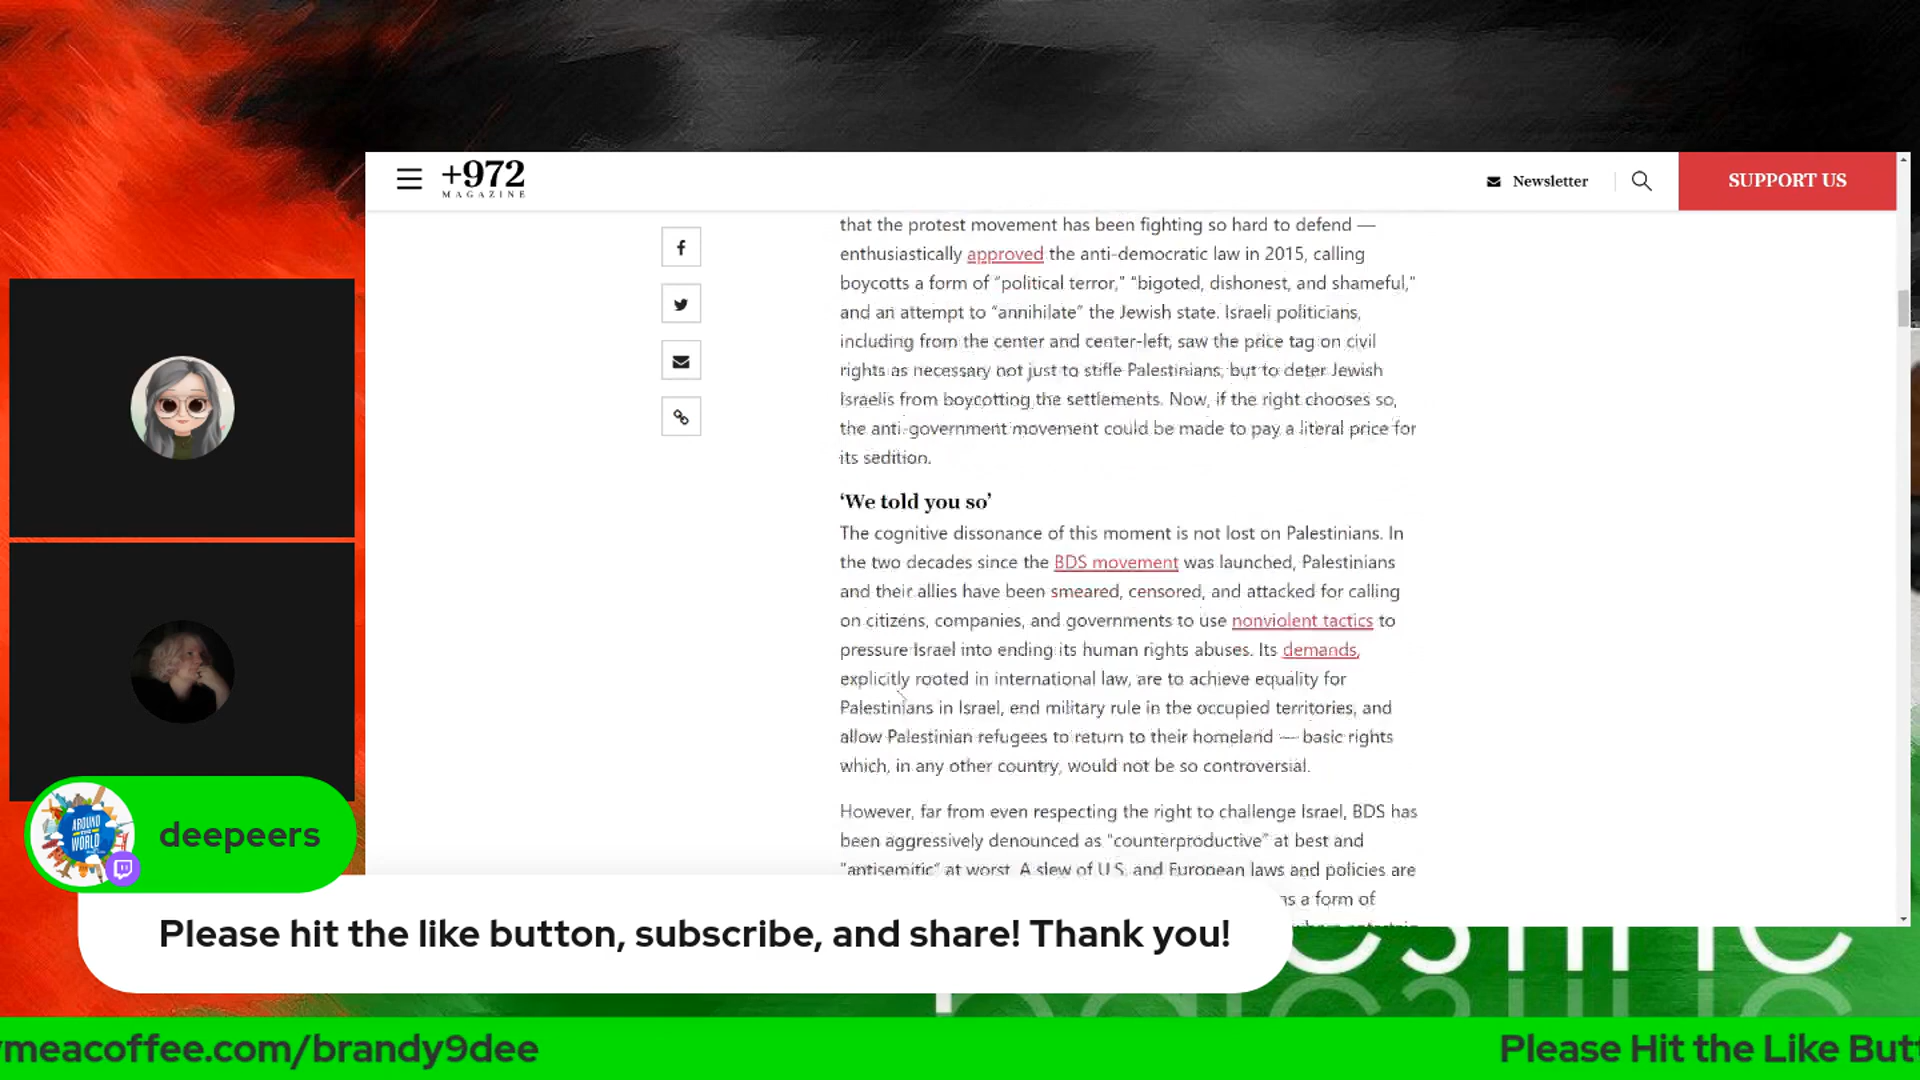 +972
MAGAZINE
Newsletter
SUPPORT US
that the protest movement has been fighting so hard to defend —
enthusiastically approved the anti-democratic law in 2015, calling
boycotts a form of “political terror,” “bigoted, dishonest, and shameful,”
and an attempt to “annihilate” the Jewish state. Israeli politicians,
including from the center and center-left, saw the price tag on civil
rights as necessary not just to stifle Palestinians, but to deter Jewish
Israelis from boycotting the settlements. Now, if the right chooses so,
the anti-government movement could be made to pay a literal price for
its sedition.
‘We told you so’
The cognitive dissonance of this moment is not lost on Palestinians. In
the two decades since the BDS movement was launched, Palestinians
and their allies have been smeared, censored, and attacked for calling
on citizens, companies, and governments to use nonviolent tactics to
pressure Israel into ending its human rights abuses. Its demands,
explicitly rooted in international law, are to achieve equality for
Palestinians in Israel, end military rule in the occupied territories, and
allow Palestinian refugees to return to their homeland — basic rights
which, in any other country, would not be so controversial.
However, far from even respecting the right to challenge Israel, BDS has
been aggressively denounced as “counterproductive” at best and
“antisemitic” at worst. A slew of U.S. and European laws and policies are
as a form of
AROUND
THE
WORLD
deepeers
Please hit the like button, subscribe, and share! Thank you!
meacoffee.com/brandy9dee
Please Hit the Like But